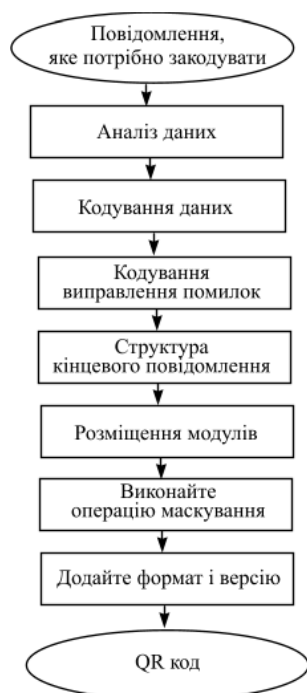 Повідомлення,
яке потрібно закодувати
Аналіз даних
Кодування даних
Кодування
виправлення помилок
Структура
кінцевого повідомлення
Розміщення модулів
Виконайте
операцію маскування
Додайте формат і версію
QR код